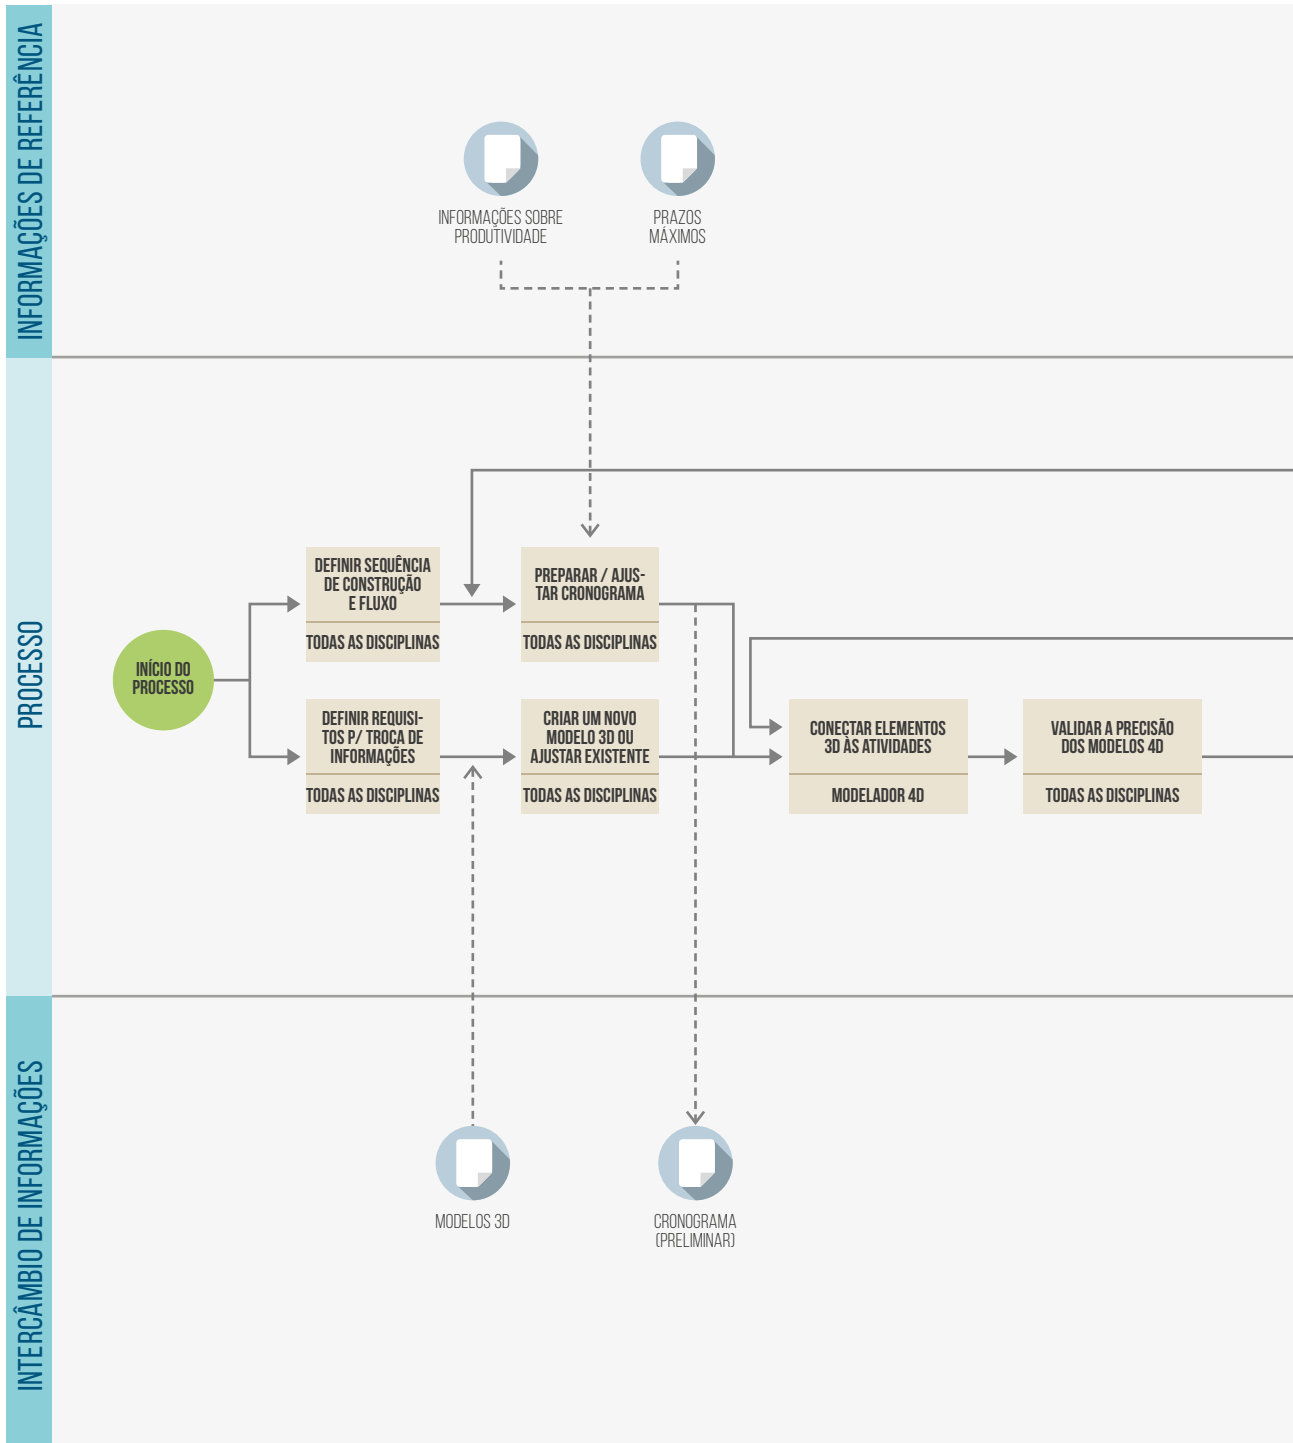 INFORMAÇÕES DE REFERÊNCIA
INFORMAÇÕES SOBRE
PRODUTIVIDADE
PRAZOS
MÁXIMOS
PROCESSO
INÍCIO DO
PROCESSO
DEFINIR SEQUÊNCIA
DE CONSTRUÇÃO
E FLUXO
TODAS AS DISCIPLINAS
PREPARAR / AJUS-
TAR CRONOGRAMA
TODAS AS DISCIPLINAS
DEFINIR REQUISI-
TOS P/ TROCA DE
INFORMAÇÕES
TODAS AS DISCIPLINAS
CRIAR UM NOVO
MODELO 3D OU
AJUSTAR EXISTENTE
TODAS AS DISCIPLINAS
CONECTAR ELEMENTOS
3D ÀS ATIVIDADES
MODELADOR 4D
VALIDAR A PRECISÃO
DOS MODELOS 4D
TODAS AS DISCIPLINAS
INTERCÂMBIO DE INFORMAÇÕES
MODELOS 3D
CRONOGRAMA
(PRELIMINAR)